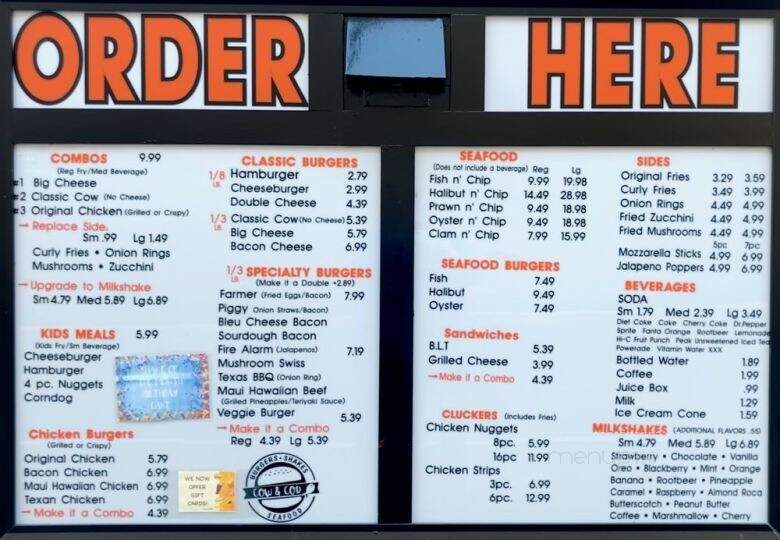 ORDER HERE
COMBOS 9.99
(Reg Fry/Med Beverage)
#1 Big Cheese
#2 Classic Cow (No Cheese)
#3 Original Chicken (Grilled or Crispy)
→ Replace Side
Sm .99 Lg 1.49
Curly Fries • Onion Rings
Mushrooms • Zucchini
→ Upgrade to Milkshake
Sm 4.79 Med 5.89 Lg 6.89
KIDS MEALS 5.99
(Kids Fry/Sm Beverage)
Cheeseburger
Hamburger
4 pc. Nuggets
Corndog
Chicken Burgers
(Grilled or Crispy)
Original Chicken 5.79
Bacon Chicken 6.99
Maui Hawaiian Chicken 6.99
Texan Chicken 6.99
→ Make it a Combo 4.39
CLASSIC BURGERS
1/8 LB. Hamburger 2.79
Cheeseburger 2.99
Double Cheese 4.39
1/3 LB. Classic Cow (No Cheese) 5.39
Big Cheese 5.79
Bacon Cheese 6.99
1/3 LB. SPECIALTY BURGERS
(Make it a Double +2.89)
Farmer (Fried Eggs/Bacon) 7.99
Piggy (Onion Straws/Bacon)
Bleu Cheese Bacon
Sourdough Bacon
Fire Alarm (Jalapenos) 7.19
Mushroom Swiss
Texas BBQ (Onion Ring)
Maui Hawaiian Beef
(Grilled Pineapples/Teriyaki Sauce)
Veggie Burger 5.39
→ Make it a Combo
Reg 4.39 Lg 5.39
WE NOW
OFFER
GIFT
CARDS!
BURGERS • SHAKES
COW & COD
SEAFOOD
SEAFOOD
(Does not include a beverage) Reg Lg
Fish n' Chip 9.99 19.98
Halibut n' Chip 14.49 28.98
Prawn n' Chip 9.49 18.98
Oyster n' Chip 9.49 18.98
Clam n' Chip 7.99 15.99
SEAFOOD BURGERS
Fish 7.49
Halibut 9.49
Oyster 7.49
Sandwiches
B.L.T 5.39
Grilled Cheese 3.99
→ Make it a Combo 4.39
CLUCKERS (Includes Fries)
Chicken Nuggets
8pc. 5.99
16pc 11.99
Chicken Strips
3pc. 6.99
6pc. 12.99
SIDES
Original Fries 3.29 3.59
Curly Fries 3.49 3.99
Onion Rings 4.49 4.99
Fried Zucchini 4.49 4.99
Fried Mushrooms 4.49 4.99
5pc 7pc
Mozzarella Sticks 4.99 6.99
Jalapeno Poppers 4.99 6.99
BEVERAGES
SODA
Sm 1.79 Med 2.39 Lg 3.49
Diet Coke Coke Cherry Coke Dr.Pepper
Sprite Fanta Orange Rootbeer Lemonade
Hi-C Fruit Punch Peak Unsweetened Iced Tea
Powerade Vitamin Water XXX
Bottled Water 1.89
Coffee 1.99
Juice Box .99
Milk 1.29
Ice Cream Cone 1.59
MILKSHAKES (ADDITIONAL FLAVORS .55)
Sm 4.79 Med 5.89 Lg 6.89
Strawberry • Chocolate • Vanilla
Oreo • Blackberry • Mint • Orange
Banana • Rootbeer • Pineapple
Caramel • Raspberry • Almond Roca
Butterscotch • Peanut Butter
Coffee • Marshmallow • Cherry